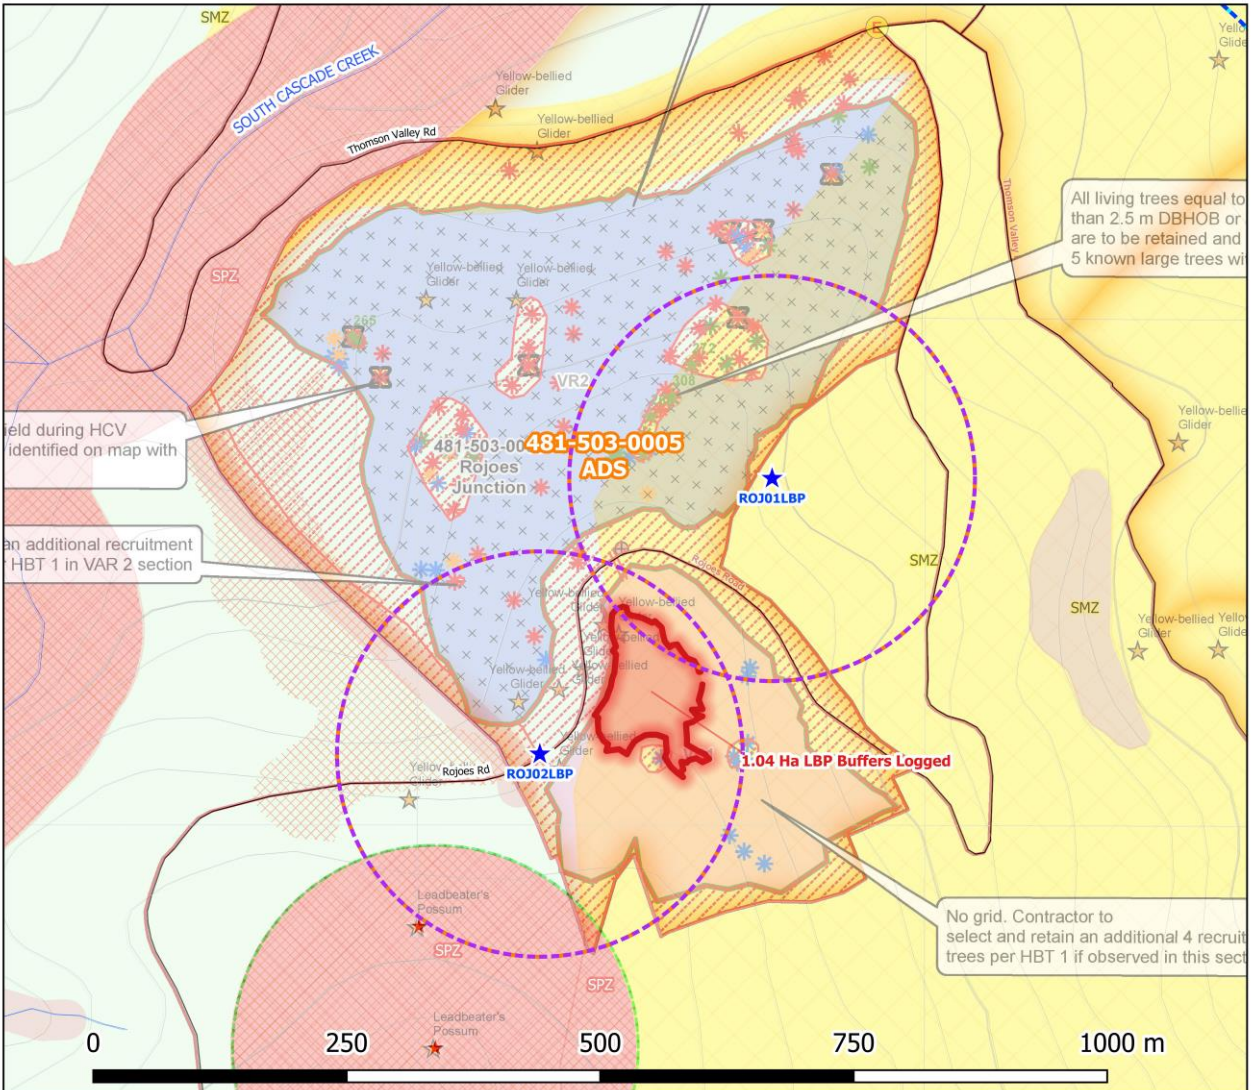 SMZ
SOUTH CASCADE CREEK
Yellow-bellied
Glider
Yellow-bellied
Glider
Thomson Valley Rd
E
Thomson Valley
All living trees equal to
than 2.5 m DBHOB or
are to be retained and
5 known large trees wi
SPZ
Yellow-bellied
Glider
Yellow-bellied
Glider
VR2
308
ield during HCV
identified on map with
Glider
481-503-0005
ADS
Rojoes
Junction
ROJ01LBP
an additional recruitment
HBT 1 in VAR 2 section
SMZ
Rojoes Road
SMZ
Yellow-bellied
Yellow-bellied
Glider
Yellow-bellied
Glider
Yellow-bellied
Glider
Rojoes Rd
ROJ02LBP
1.04 Ha LBP Buffers Logged
Leadbeater's
Possum
SPZ
SPZ
No grid. Contractor to
select and retain an additional 4 recruit
trees per HBT 1 if observed in this sect
Leadbeater's
Possum
0 250 500 750 1000 m